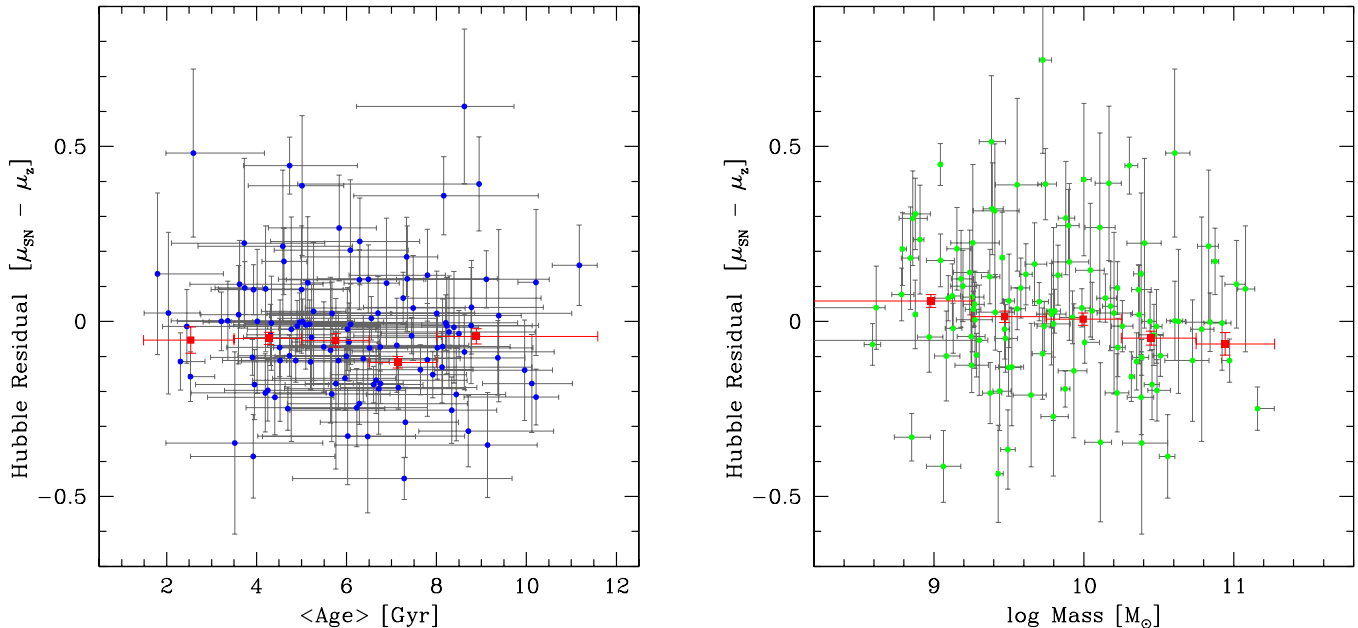 0.5
0
−0.5
Hubble Residual [μSN − μz]
2 4 6 8 10 12
<Age> [Gyr]
0.5
0
−0.5
Hubble Residual [μSN − μz]
9 10 11
log Mass [M⊙]